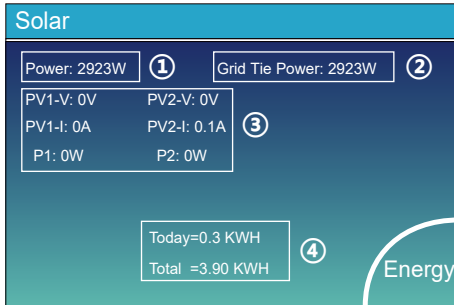 Solar
Power: 2923W ① Grid Tie Power: 2923W ②
PV1-V: 0V PV2-V: 0V
PV1-I: 0A PV2-I: 0.1A ③
P1: 0W P2: 0W
Today=0.3 KWH
④
Total =3.90 KWH
Energy